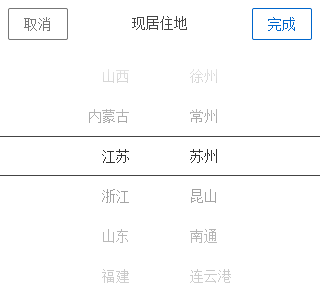 取消 现居住地 完成
山西 徐州
内蒙古 常州
江苏 苏州
浙江 昆山
山东 南通
福建 连云港